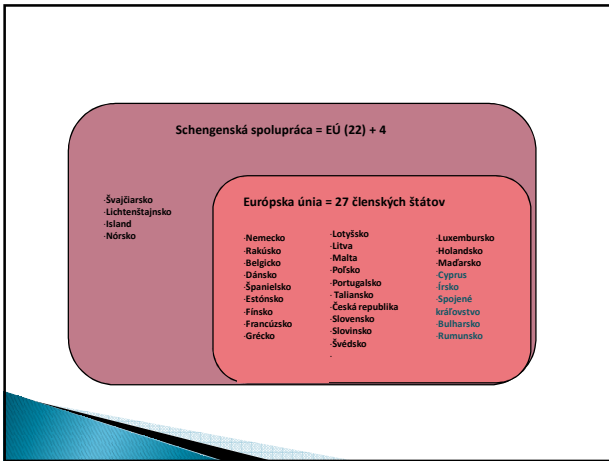 Schengenská spolupráca = EÚ (22) + 4
-Švajčiarsko
-Lichtenštajnsko
-Island
-Nórsko
Európska únia = 27 členských štátov
-Nemecko
-Rakúsko
-Belgicko
-Dánsko
-Španielsko
-Estónsko
-Fínsko
-Francúzsko
-Grécko
-Lotyšsko
-Litva
-Malta
-Poľsko
-Portugalsko
- Taliansko
-Česká republika
-Slovensko
-Slovinsko
-Švédsko
-
-Luxembursko
-Holandsko
-Maďarsko
-Cyprus
-Írsko
-Spojené
kráľovstvo
-Bulharsko
-Rumunsko